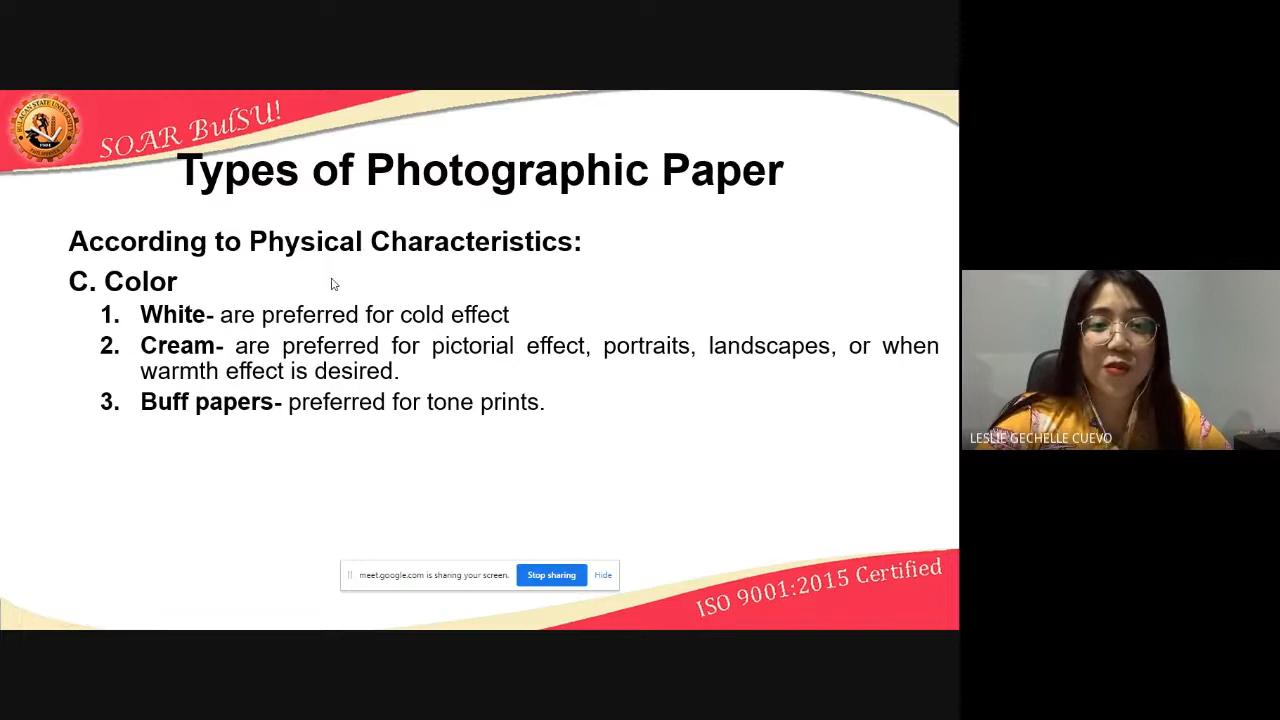 SOAR BulSU!
Types of Photographic Paper
According to Physical Characteristics:
C. Color
1. White- are preferred for cold effect
2. Cream- are preferred for pictorial effect, portraits, landscapes, or when
warmth effect is desired.
3. Buff papers- preferred for tone prints.
LESLIE GECHELLE CUEVO
meet.google.com is sharing your screen. Stop sharing Hide
ISO 9001:2015 Certified